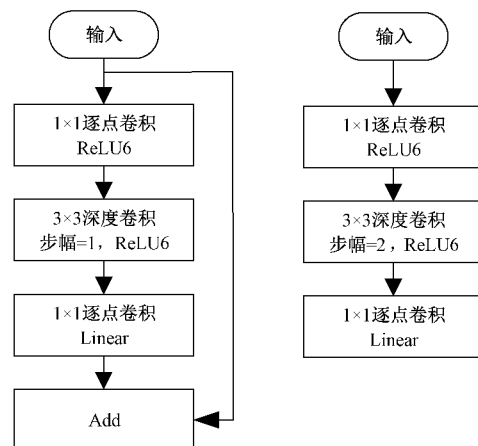 输入
1×1逐点卷积
ReLU6
3×3深度卷积
步幅=1，ReLU6
1×1逐点卷积
Linear
Add
输入
1×1逐点卷积
ReLU6
3×3深度卷积
步幅=2，ReLU6
1×1逐点卷积
Linear